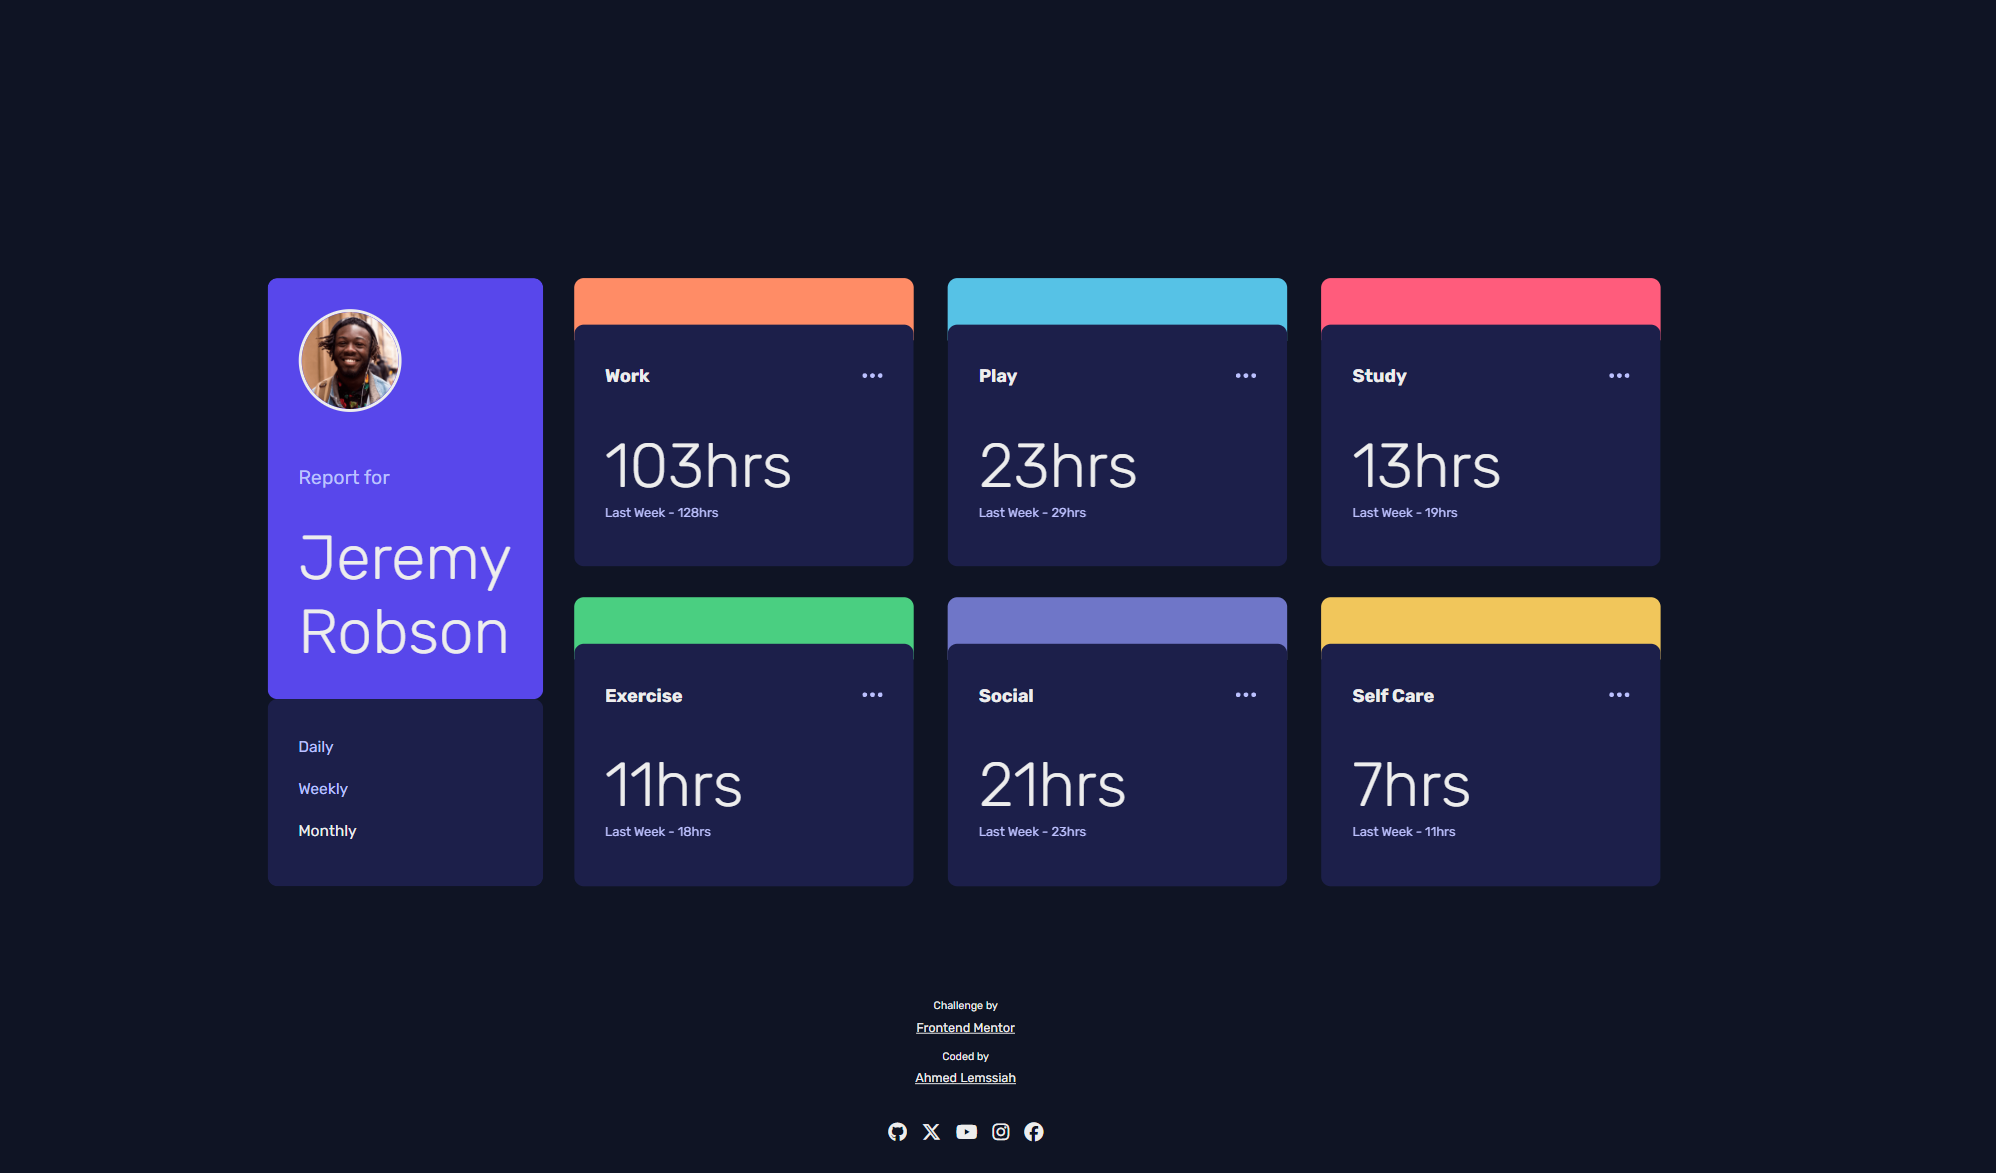 Report for
Jeremy
Robson
Daily
Weekly
Monthly
Work
103hrs
Last Week - 128hrs
Play
23hrs
Last Week - 29hrs
Study
13hrs
Last Week - 19hrs
Exercise
11hrs
Last Week - 18hrs
Social
21hrs
Last Week - 23hrs
Self Care
7hrs
Last Week - 11hrs
Challenge by
Frontend Mentor
Coded by
Ahmed Lemssiah